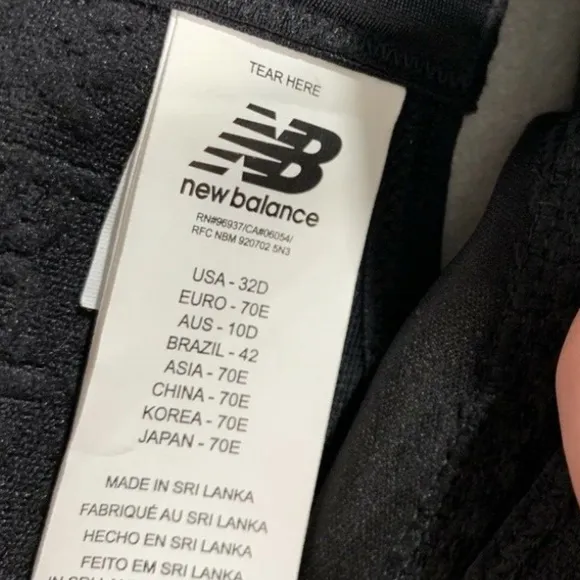 TEAR HERE
NB
new balance
RN#96937/CA#06054/
RFC NBM 920702 5N3
USA - 32D
EURO - 70E
AUS - 10D
BRAZIL - 42
ASIA - 70E
CHINA - 70E
KOREA - 70E
JAPAN - 70E
MADE IN SRI LANKA
FABRIQUÉ AU SRI LANKA
HECHO EN SRI LANKA
FEITO EM SRI LANKA